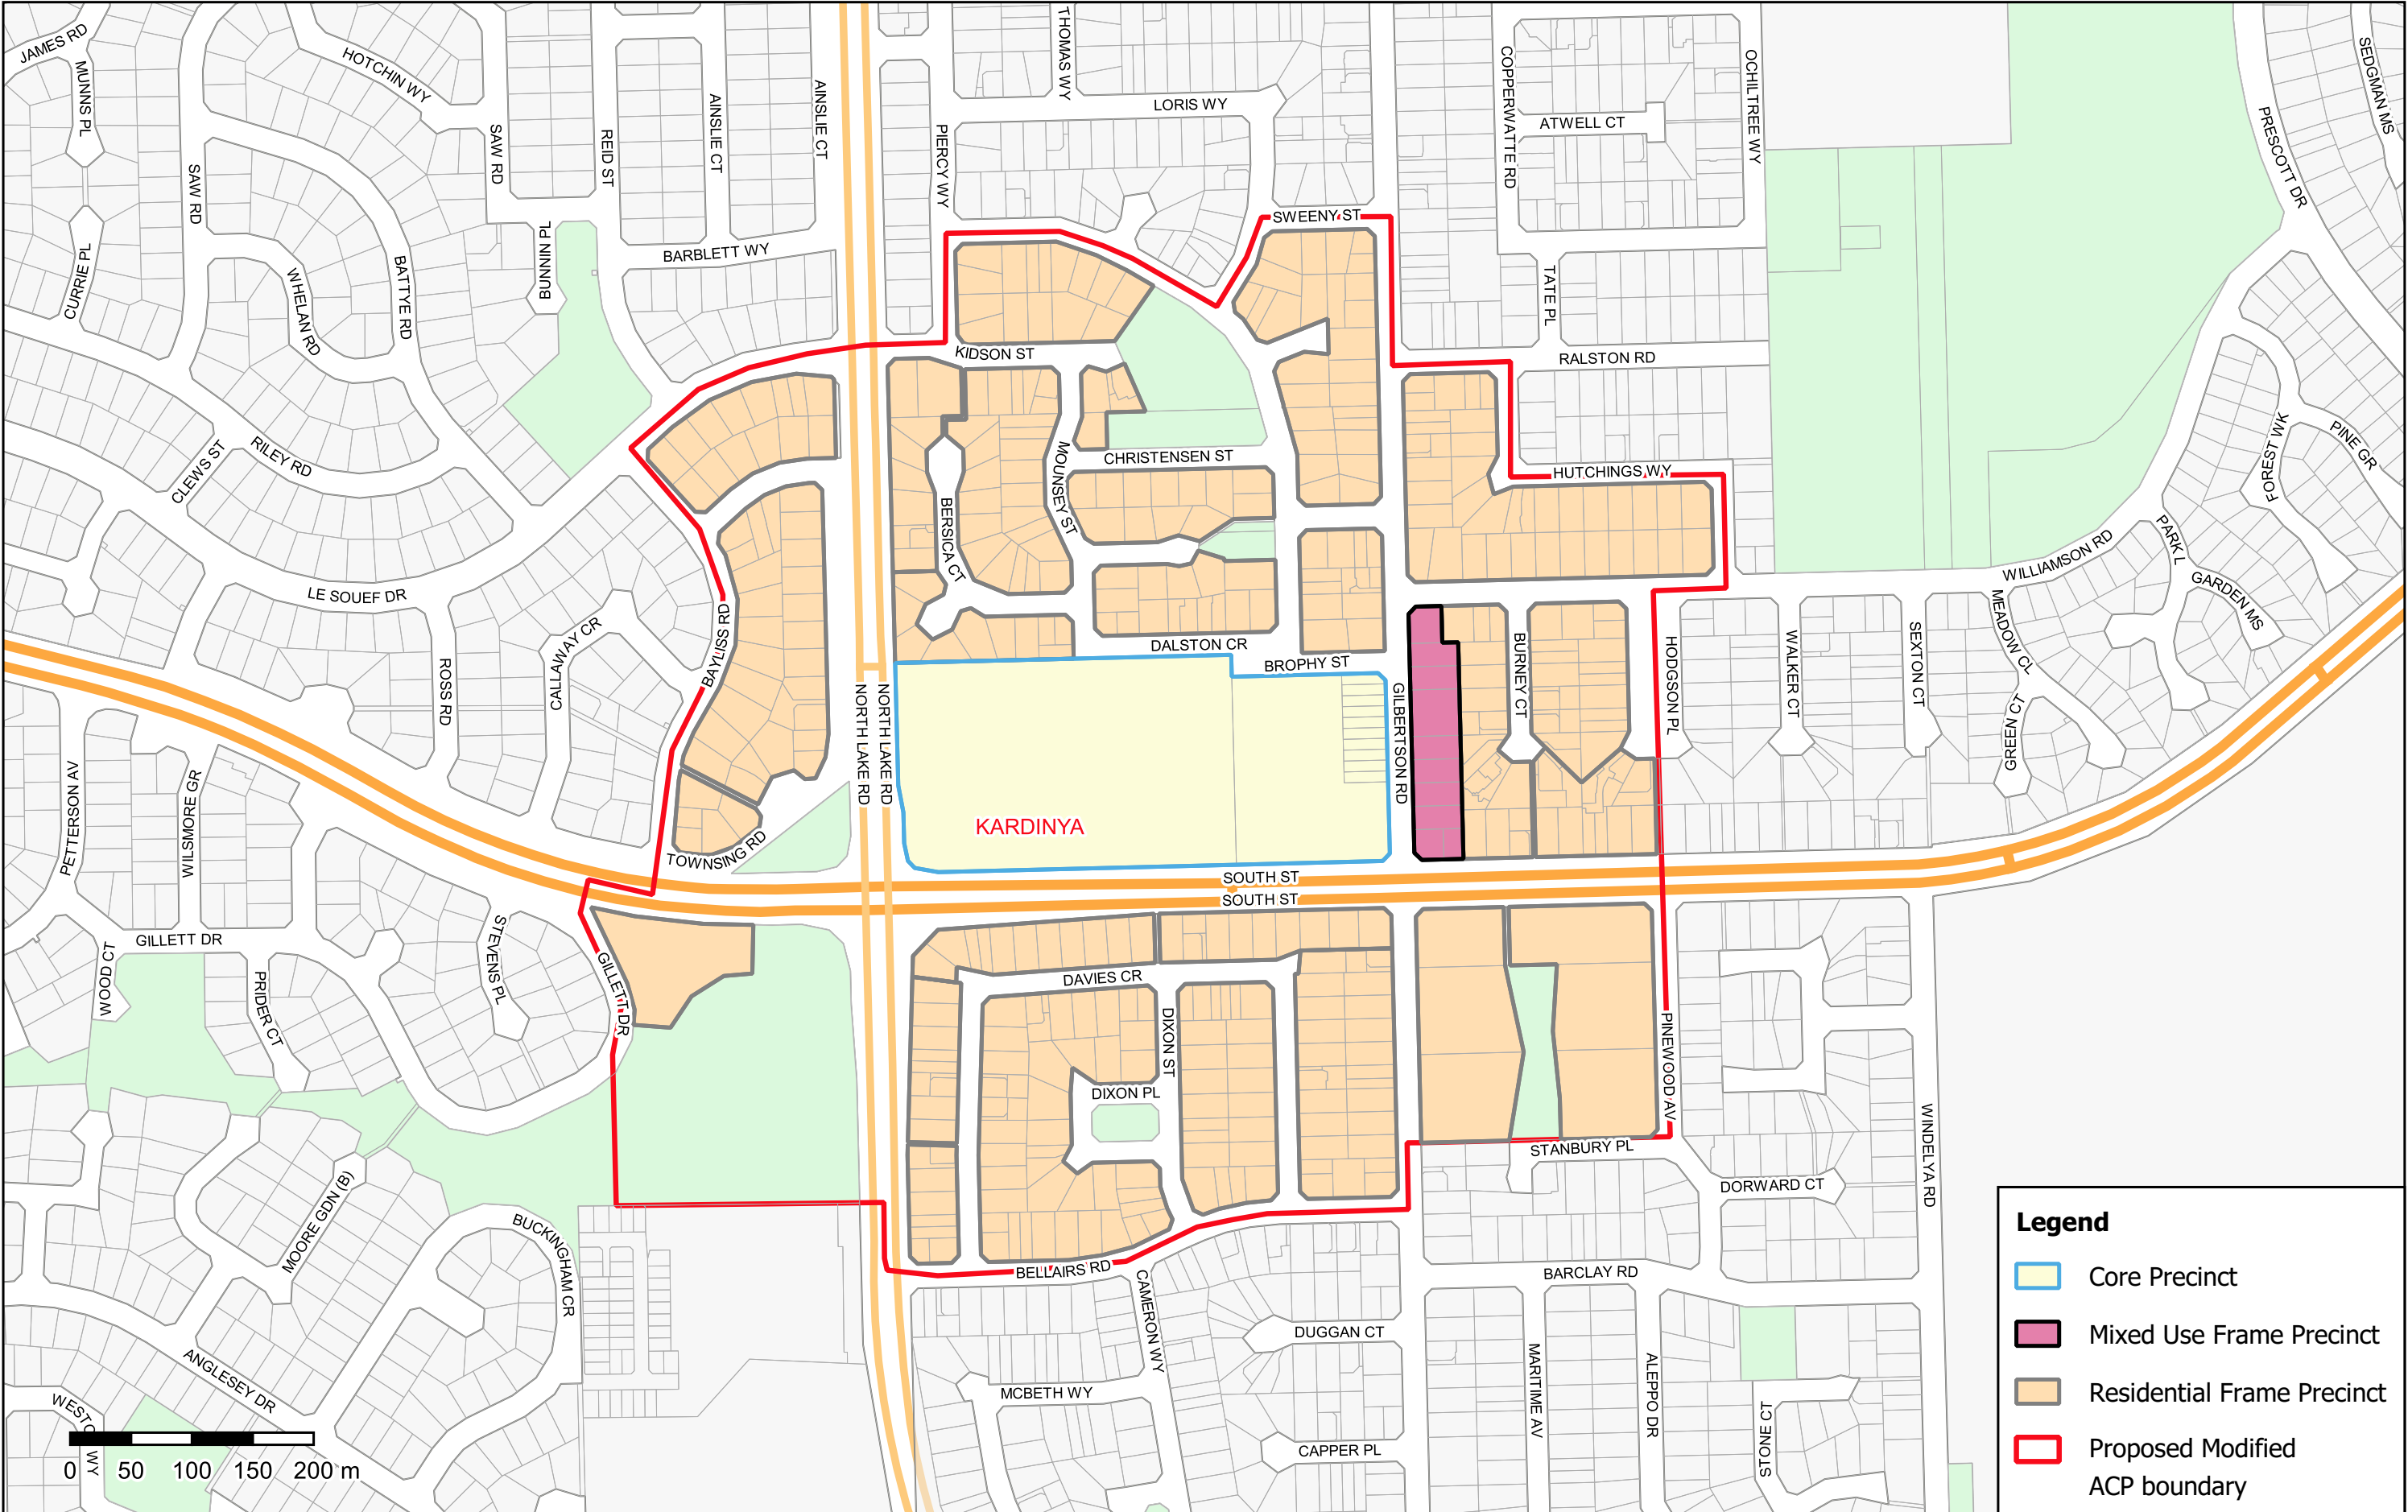 JAMES RD
MUNNS PL
HOTCHIN WY
SAW RD
SAW RD
REID ST
AINSLIE CT
AINSLIE CT
PIERCY WY
THOMAS WY
LORIS WY
COPPERWATTE RD
ATWELL CT
OCHILTREE WY
PRESCOTT DR
SEDGMAN MS
CURRIE PL
WHELAN RD
BATTYE RD
BUNNING PL
BARBLETT WY
SWEENY ST
TATE PL
RALSTON RD
KIDSON ST
CLEWS ST
RILEY RD
MOUNSEY ST
CHRISTENSEN ST
HUTCHINGS WY
FOREST WK
PINE GR
BERSICA CT
LE SOUEF DR
WILLIAMSON RD
PARK L
GARDEN MS
ROSS RD
CALLAWAY CR
BAYLISS RD
DALSTON CR
BROPHY ST
BURNEY CT
HODGSON PL
WALKER CT
SEXTON CT
MEADOW CL
GREEN CT
NORTH LAKE RD
NORTH LAKE RD
GILBERTSON RD
PETTERSON AV
WILSMORE GR
KARDINYA
TOWNSING RD
SOUTH ST
SOUTH ST
GILLETT DR
WOOD CT
PRIDER CT
STEVENS PL
GILLETT DR
DAVIES CR
DIXON ST
DIXON PL
PINEWOOD AV
STANBURY PL
DORWARD CT
WINDELYA RD
MOORE GDN (B)
BUCKINGHAM CR
BELLAIRS RD
CAMERON WY
BARCLAY RD
DUGGAN CT
MARITIME AV
ALEPPO DR
ANGLESEY DR
MCBETH WY
CAPPER PL
STONE CT
0 50 100 150 200 m
Legend
Core Precinct
Mixed Use Frame Precinct
Residential Frame Precinct
Proposed Modified
ACP boundary